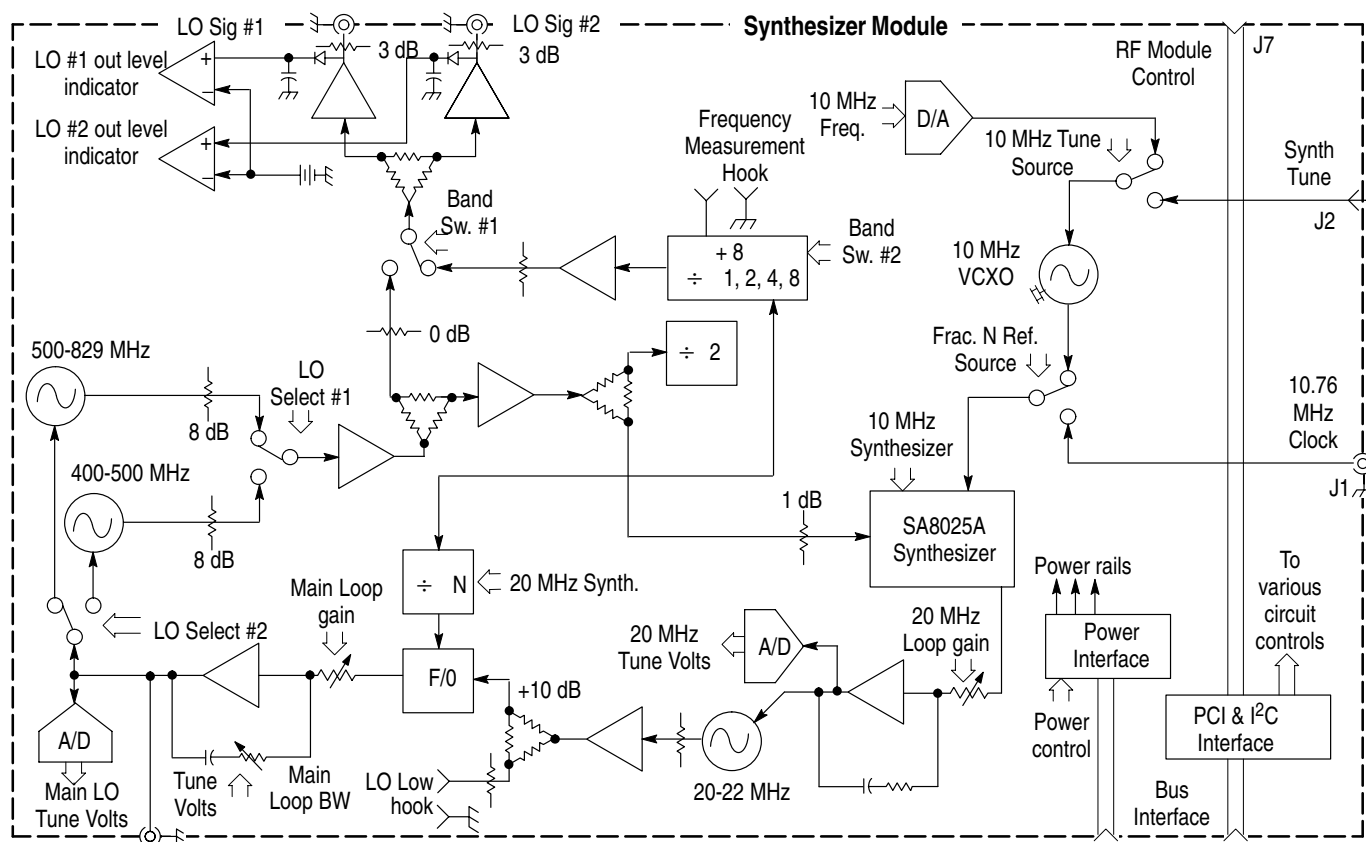 LO Sig #1
LO Sig #2
Synthesizer Module
3 dB
3 dB
J7
RF Module
Control
LO #1 out level
indicator
+
−
LO #2 out level
indicator
+
−
10 MHz
Freq.
D/A
Frequency
Measurement
Hook
10 MHz Tune
Source
Synth
Tune
J2
Band
Sw. #1
+ 8
÷ 1, 2, 4, 8
Band
Sw. #2
10 MHz
VCXO
0 dB
÷ 2
Frac. N Ref.
Source
500-829 MHz
LO
Select #1
8 dB
10.76
MHz
Clock
J1
10 MHz
Synthesizer
400-500 MHz
8 dB
1 dB
SA8025A
Synthesizer
÷ N
20 MHz Synth.
Main Loop
gain
LO Select #2
F/0
+10 dB
20 MHz
Tune Volts
A/D
20 MHz
Loop gain
Power rails
Power
Interface
To
various
circuit
controls
PCI & I²C
Interface
Power
control
A/D
Main LO
Tune Volts
Tune
Volts
Main
Loop BW
LO Low
hook
20-22 MHz
Bus
Interface